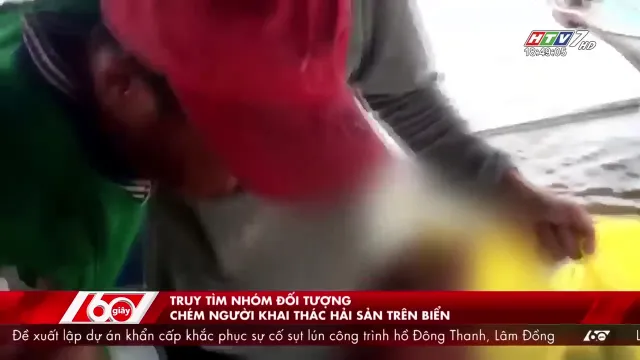 HTV7 HD
18:49:05
60 giây
TRUY TÌM NHÓM ĐỐI TƯỢNG
CHÉM NGƯỜI KHAI THÁC HẢI SẢN TRÊN BIỂN
Đề xuất lập dự án khẩn cấp khắc phục sự cố sụt lún công trình hồ Đông Thanh, Lâm Đồng
60 giây